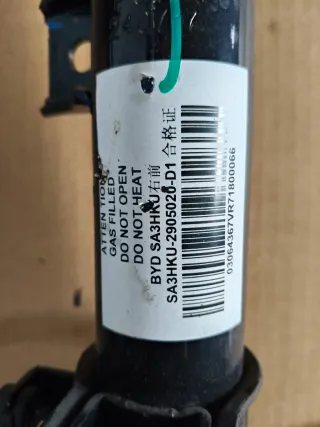 ATTENTION
GAS FILLED
DO NOT OPEN
DO NOT HEAT
BYD SA3HKU右前
SA3HKU-2905020-D1 合格证
03064367VR71800066